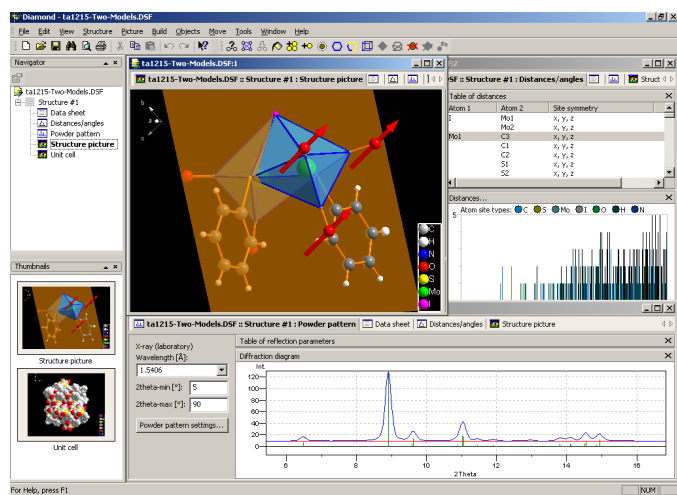 Diamond - ta1215-Two-Models.DSF
File Edit View Structure Picture Build Objects Move Tools Window Help
Navigator
ta1215-Two-Models.DSF
Structure #1
Data sheet
Distances/angles
Powder pattern
Structure picture
Unit cell
Thumbnails
Structure picture
Unit cell
ta1215-Two-Models.DSF:1
ta1215-Two-Models.DSF :: Structure #1 : Structure picture
b
a
c
C
H
N
O
S
Mo
I
F:2
SF :: Structure #1 : Distances/angles Struct
Table of distances
Atom 1 Atom 2 Site symmetry
I Mo1 x, y, z
Mo2 x, y, z
Mo1 C3 x, y, z
C1 x, y, z
C2 x, y, z
S1 x, y, z
S2 x, y, z
Distances...
5
Atom site types: C S Mo I O H N
ta1215-Two-Models.DSF :: Structure #1 : Powder pattern Data sheet Distances/angles Structure picture
X-ray (laboratory)
Wavelength [Å]:
1.5406
2theta-min [°]: 5
2theta-max [°]: 90
Powder pattern settings...
Table of reflection parameters
Diffraction diagram
Int.
120
100
80
60
40
20
0
6 8 10 12 14 16
2Theta
For Help, press F1
NUM